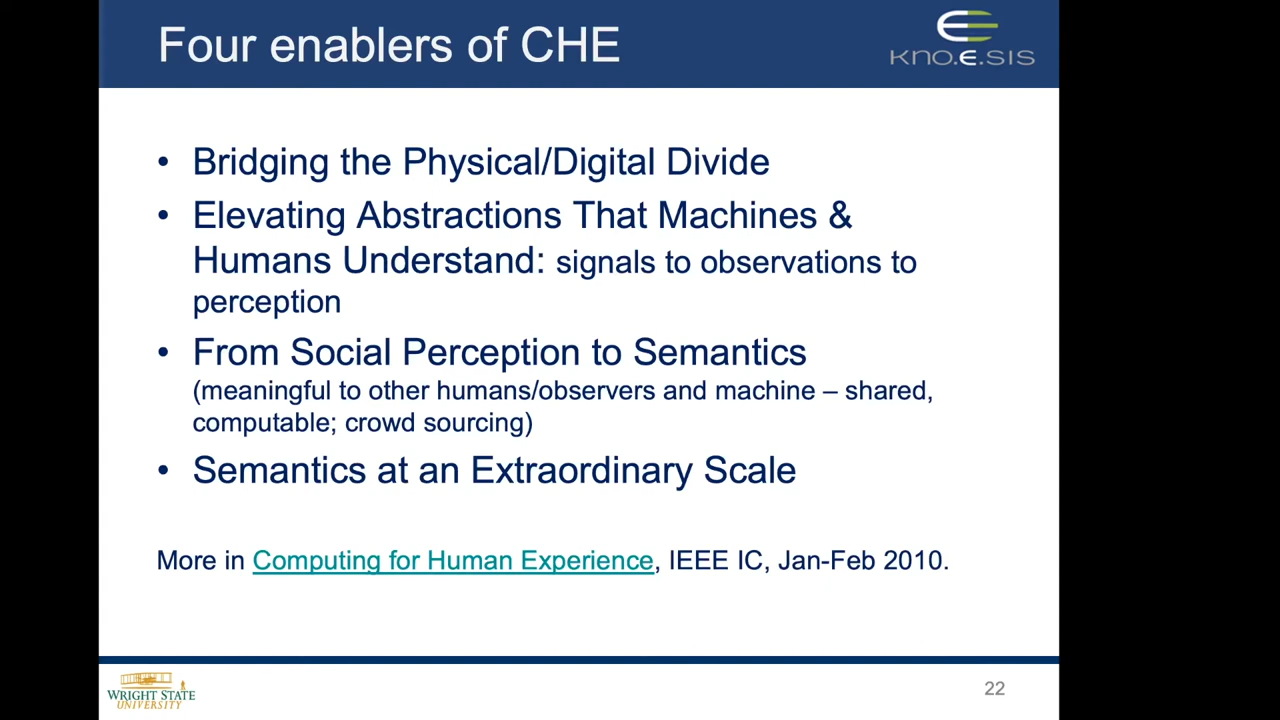 Four enablers of CHE
kno.e.sis
• Bridging the Physical/Digital Divide
• Elevating Abstractions That Machines &
Humans Understand: signals to observations to
perception
• From Social Perception to Semantics
(meaningful to other humans/observers and machine – shared,
computable; crowd sourcing)
• Semantics at an Extraordinary Scale
More in Computing for Human Experience, IEEE IC, Jan-Feb 2010.
WRIGHT STATE
UNIVERSITY
22